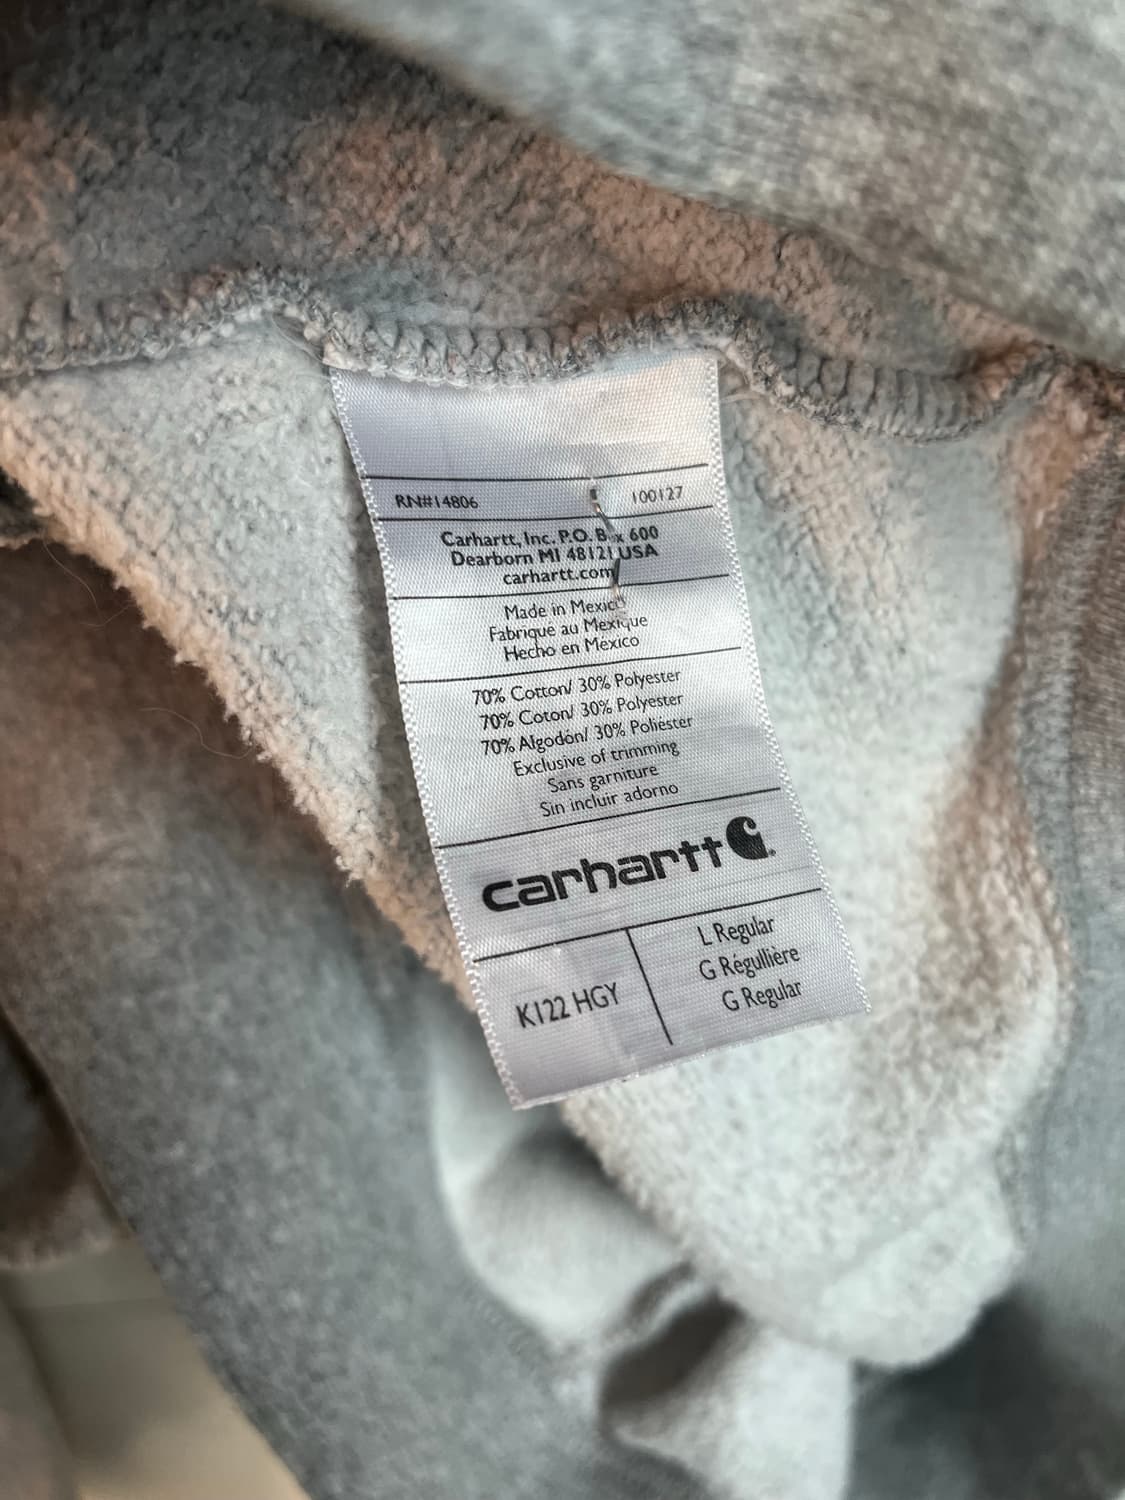 RN#14806 100127
Carhartt, Inc. P.O. B x 600
Dearborn MI 48121 USA
carhartt.com
Made in Mexico
Fabriqué au Mexique
Hecho en México
70% Cotton/ 30% Polyester
70% Coton/ 30% Polyester
70% Algodón/ 30% Poliéster
Exclusive of trimming
Sans garniture
Sin incluir adorno
carhartt
K122 HGY
L Regular
G Régullière
G Regular